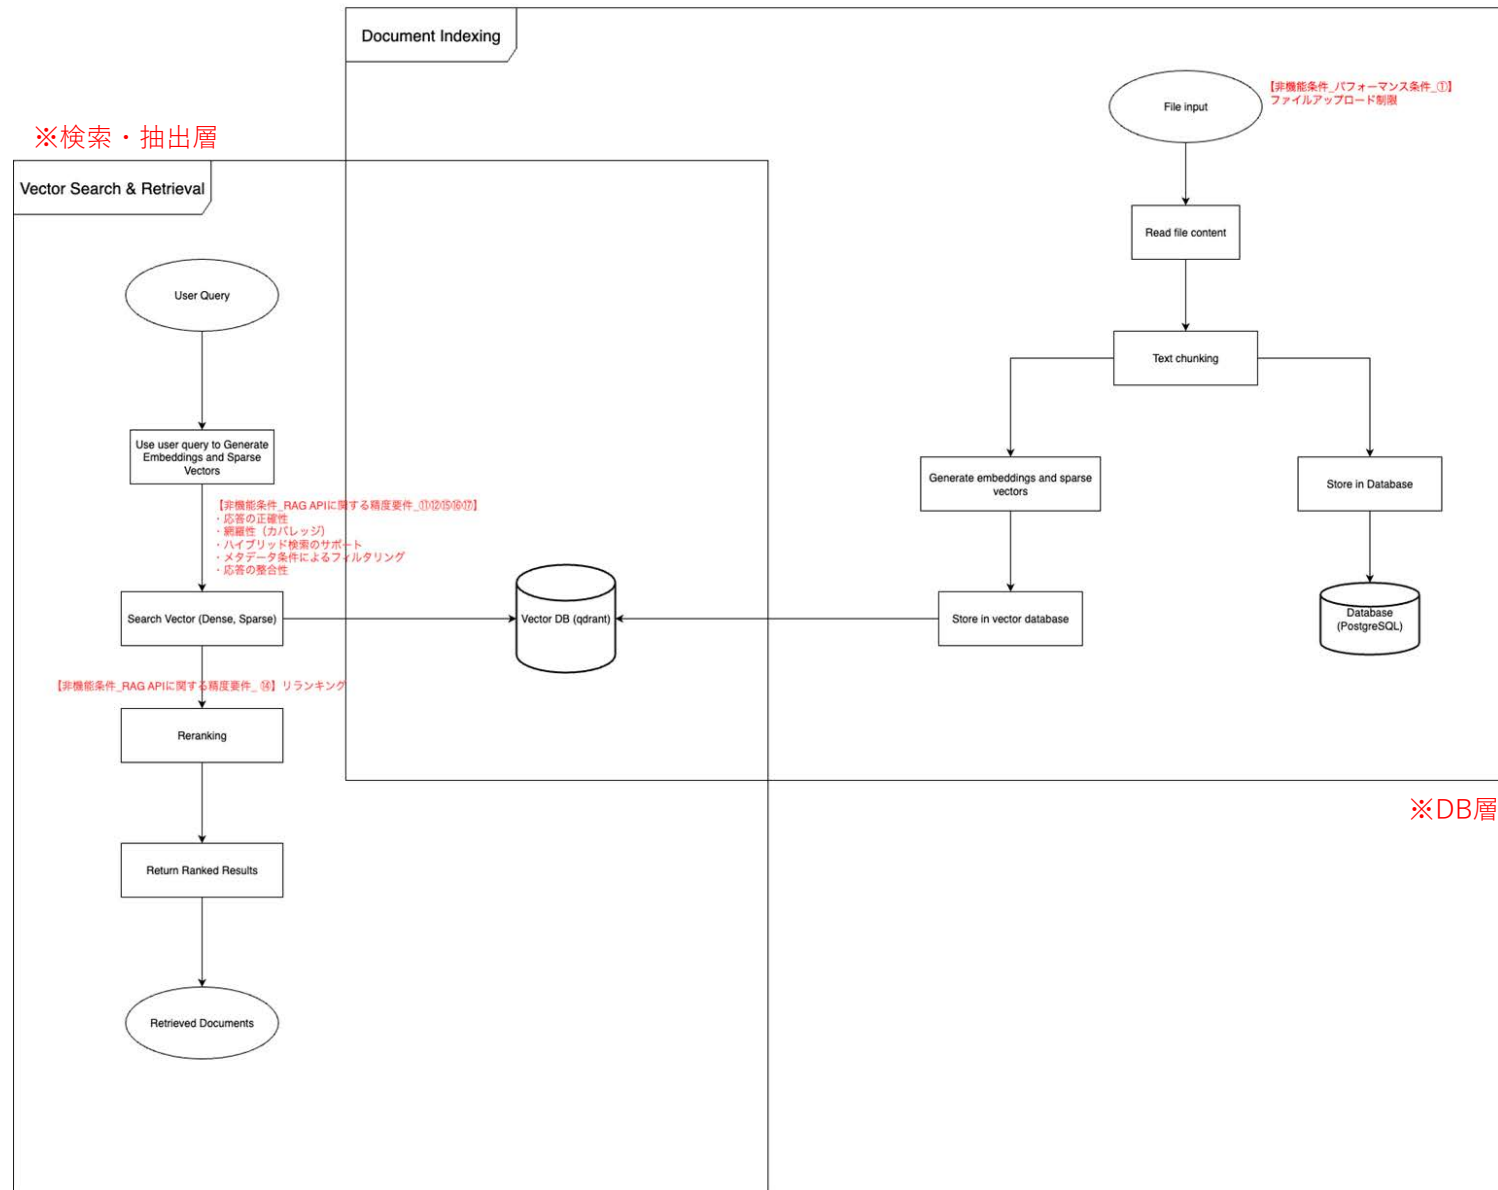 Document Indexing
File input
【非機能条件_パフォーマンス条件_①】
ファイルアップロード制限
※検索・抽出層
Vector Search & Retrieval
Read file content
User Query
Text chunking
Use user query to Generate
Embeddings and Sparse
Vectors
Generate embeddings and sparse
vectors
Store in Database
【非機能条件_RAG APIに関する精度要件_⑪⑫⑮⑯⑰】
・応答の正確性
・網羅性（カバレッジ）
・ハイブリッド検索のサポート
・メタデータ条件によるフィルタリング
・応答の整合性
Search Vector (Dense, Sparse)
Vector DB (qdrant)
Store in vector database
Database
(PostgreSQL)
【非機能条件_RAG APIに関する精度要件_ ⑭】リランキング
Reranking
※DB層
Return Ranked Results
Retrieved Documents